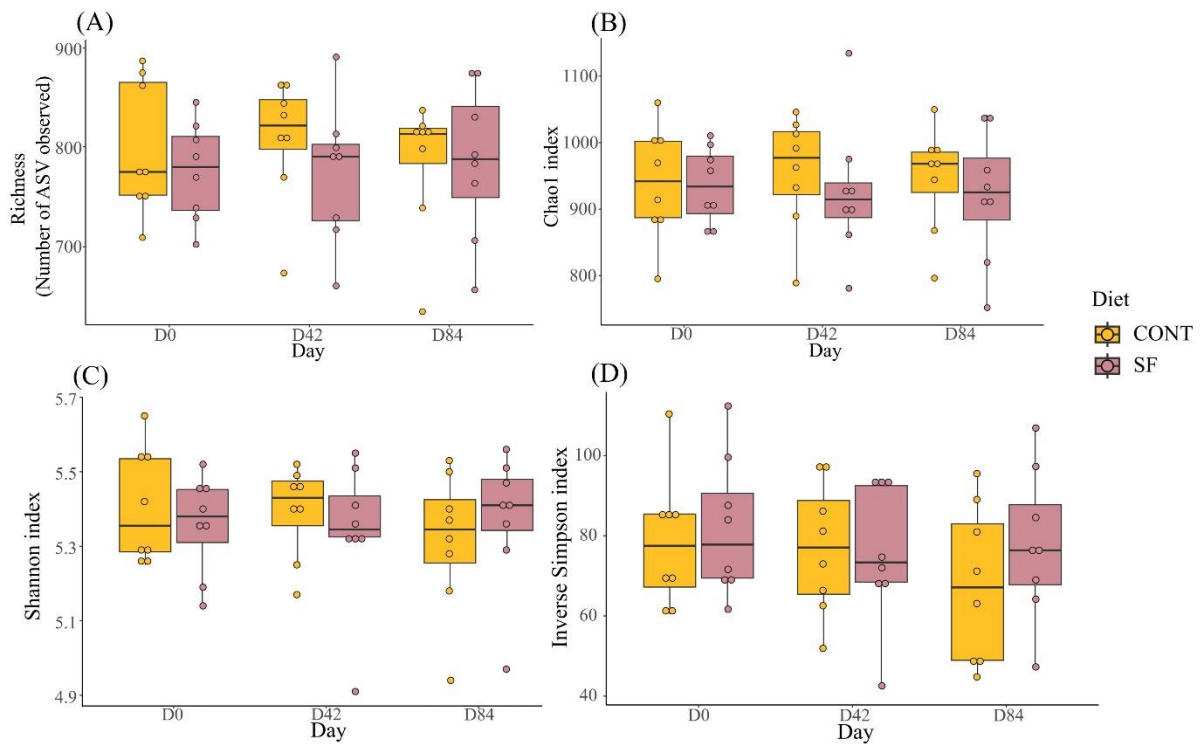 (A)
Richness
(Number of ASV observed)
900
800
700
D0
D42
D84
Day
(B)
Chao1 index
1100
1000
900
800
D0
D42
D84
Day
Diet
CONT
SF
(C)
Shannon index
5.7
5.5
5.3
5.1
4.9
D0
D42
D84
Day
(D)
Inverse Simpson index
100
80
60
40
D0
D42
D84
Day